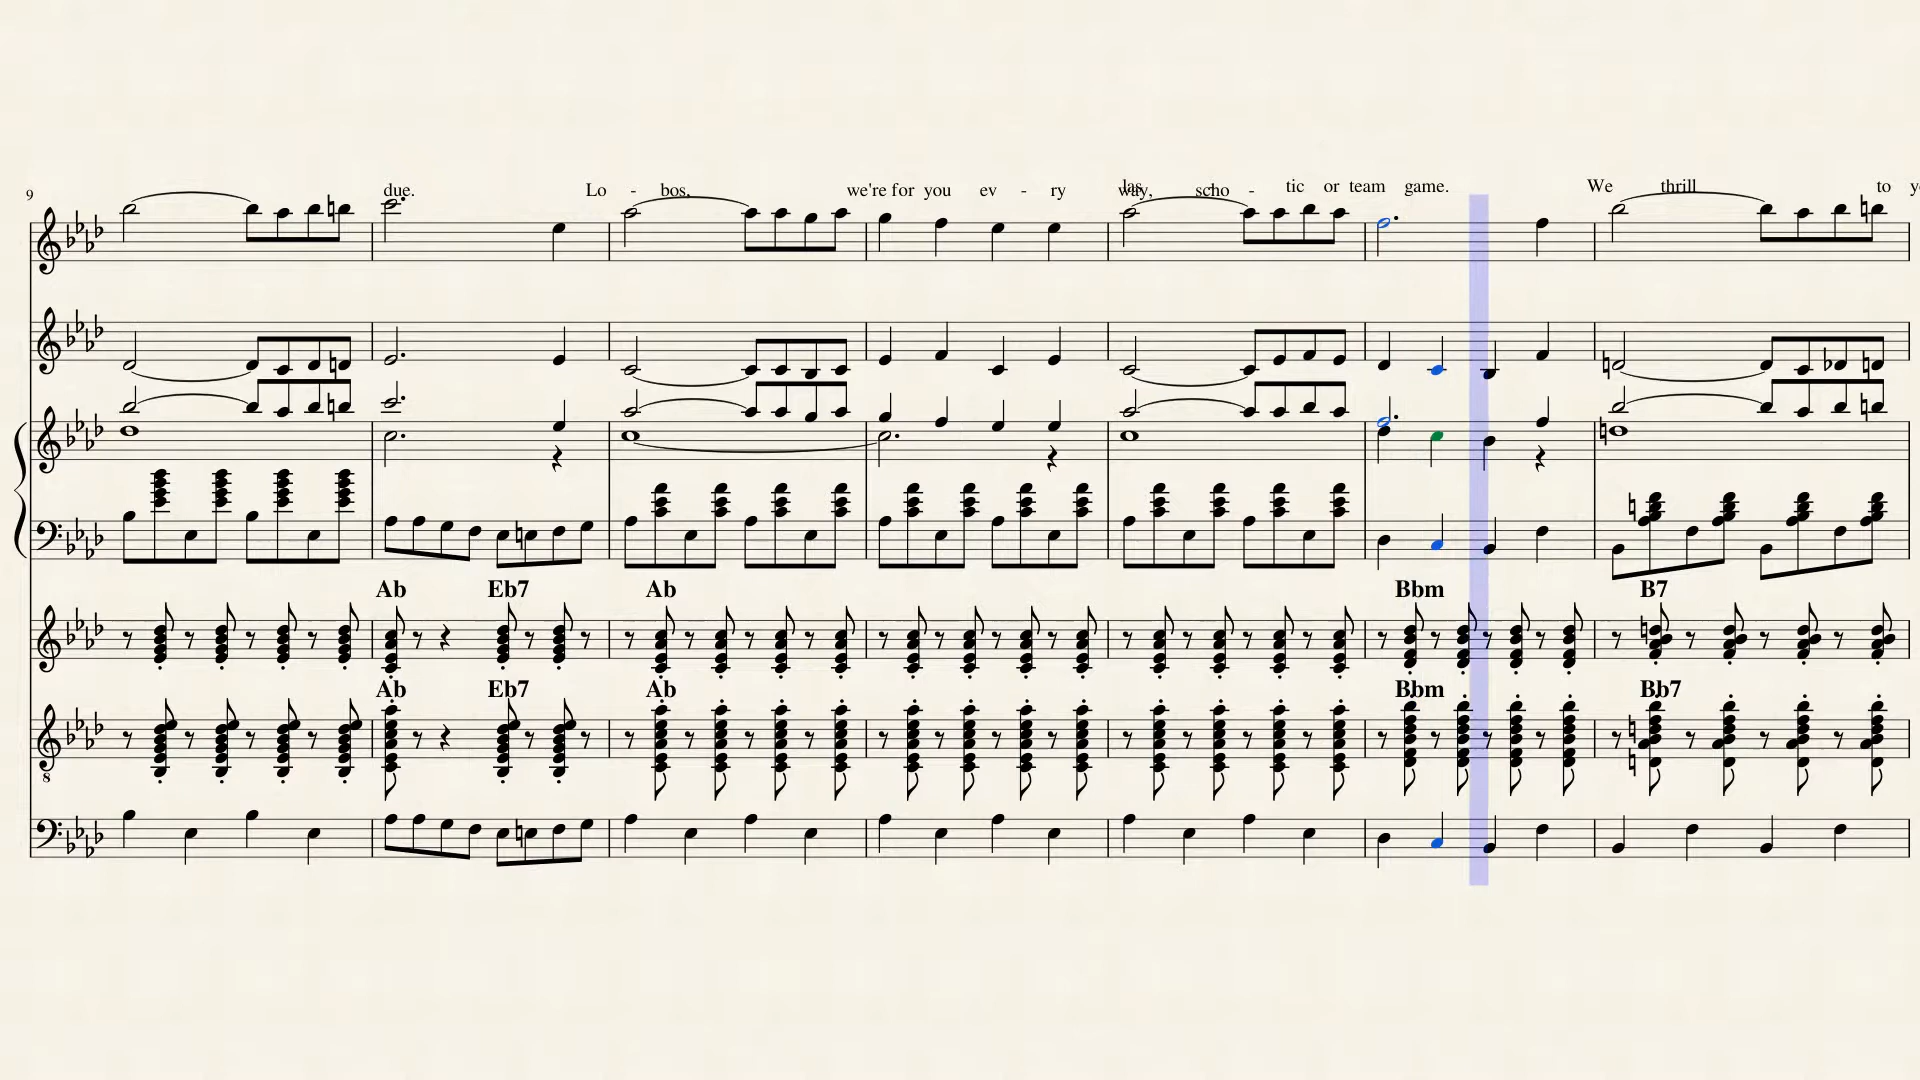 due. Lo - bos, we're for you ev - ry way, scho - las - tic or team game. We thrill to
9
Ab Eb7 Ab Bbm B7
Ab Eb7 Ab Bbm Bb7
8